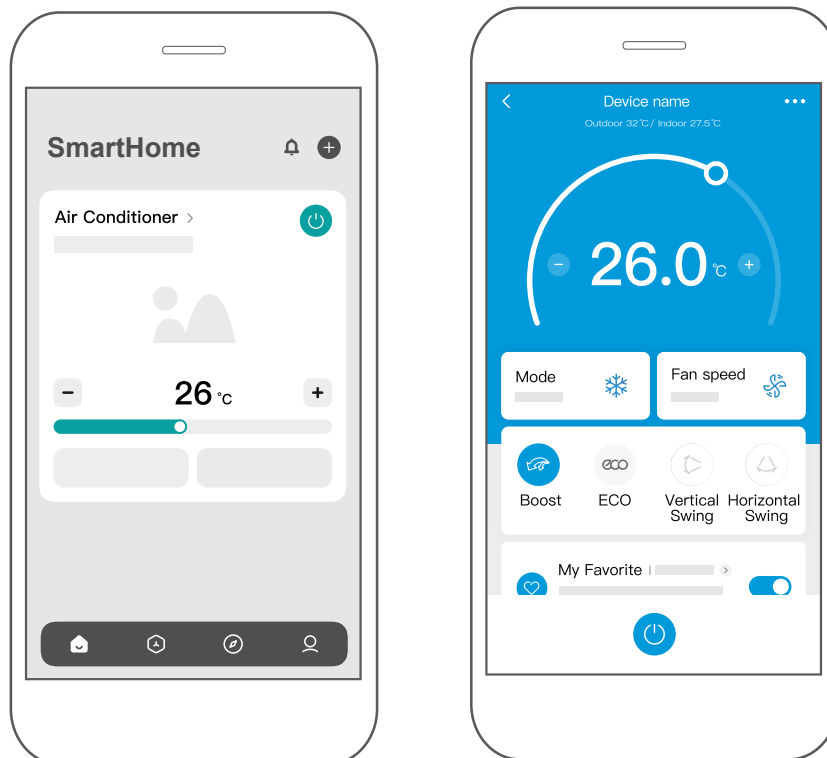 SmartHome
Air Conditioner
26 °C
Device name
Outdoor 32℃/ Indoor 27.5℃
26.0 ℃
Mode
Fan speed
eco
Boost
ECO
Vertical
Swing
Horizontal
Swing
My Favorite